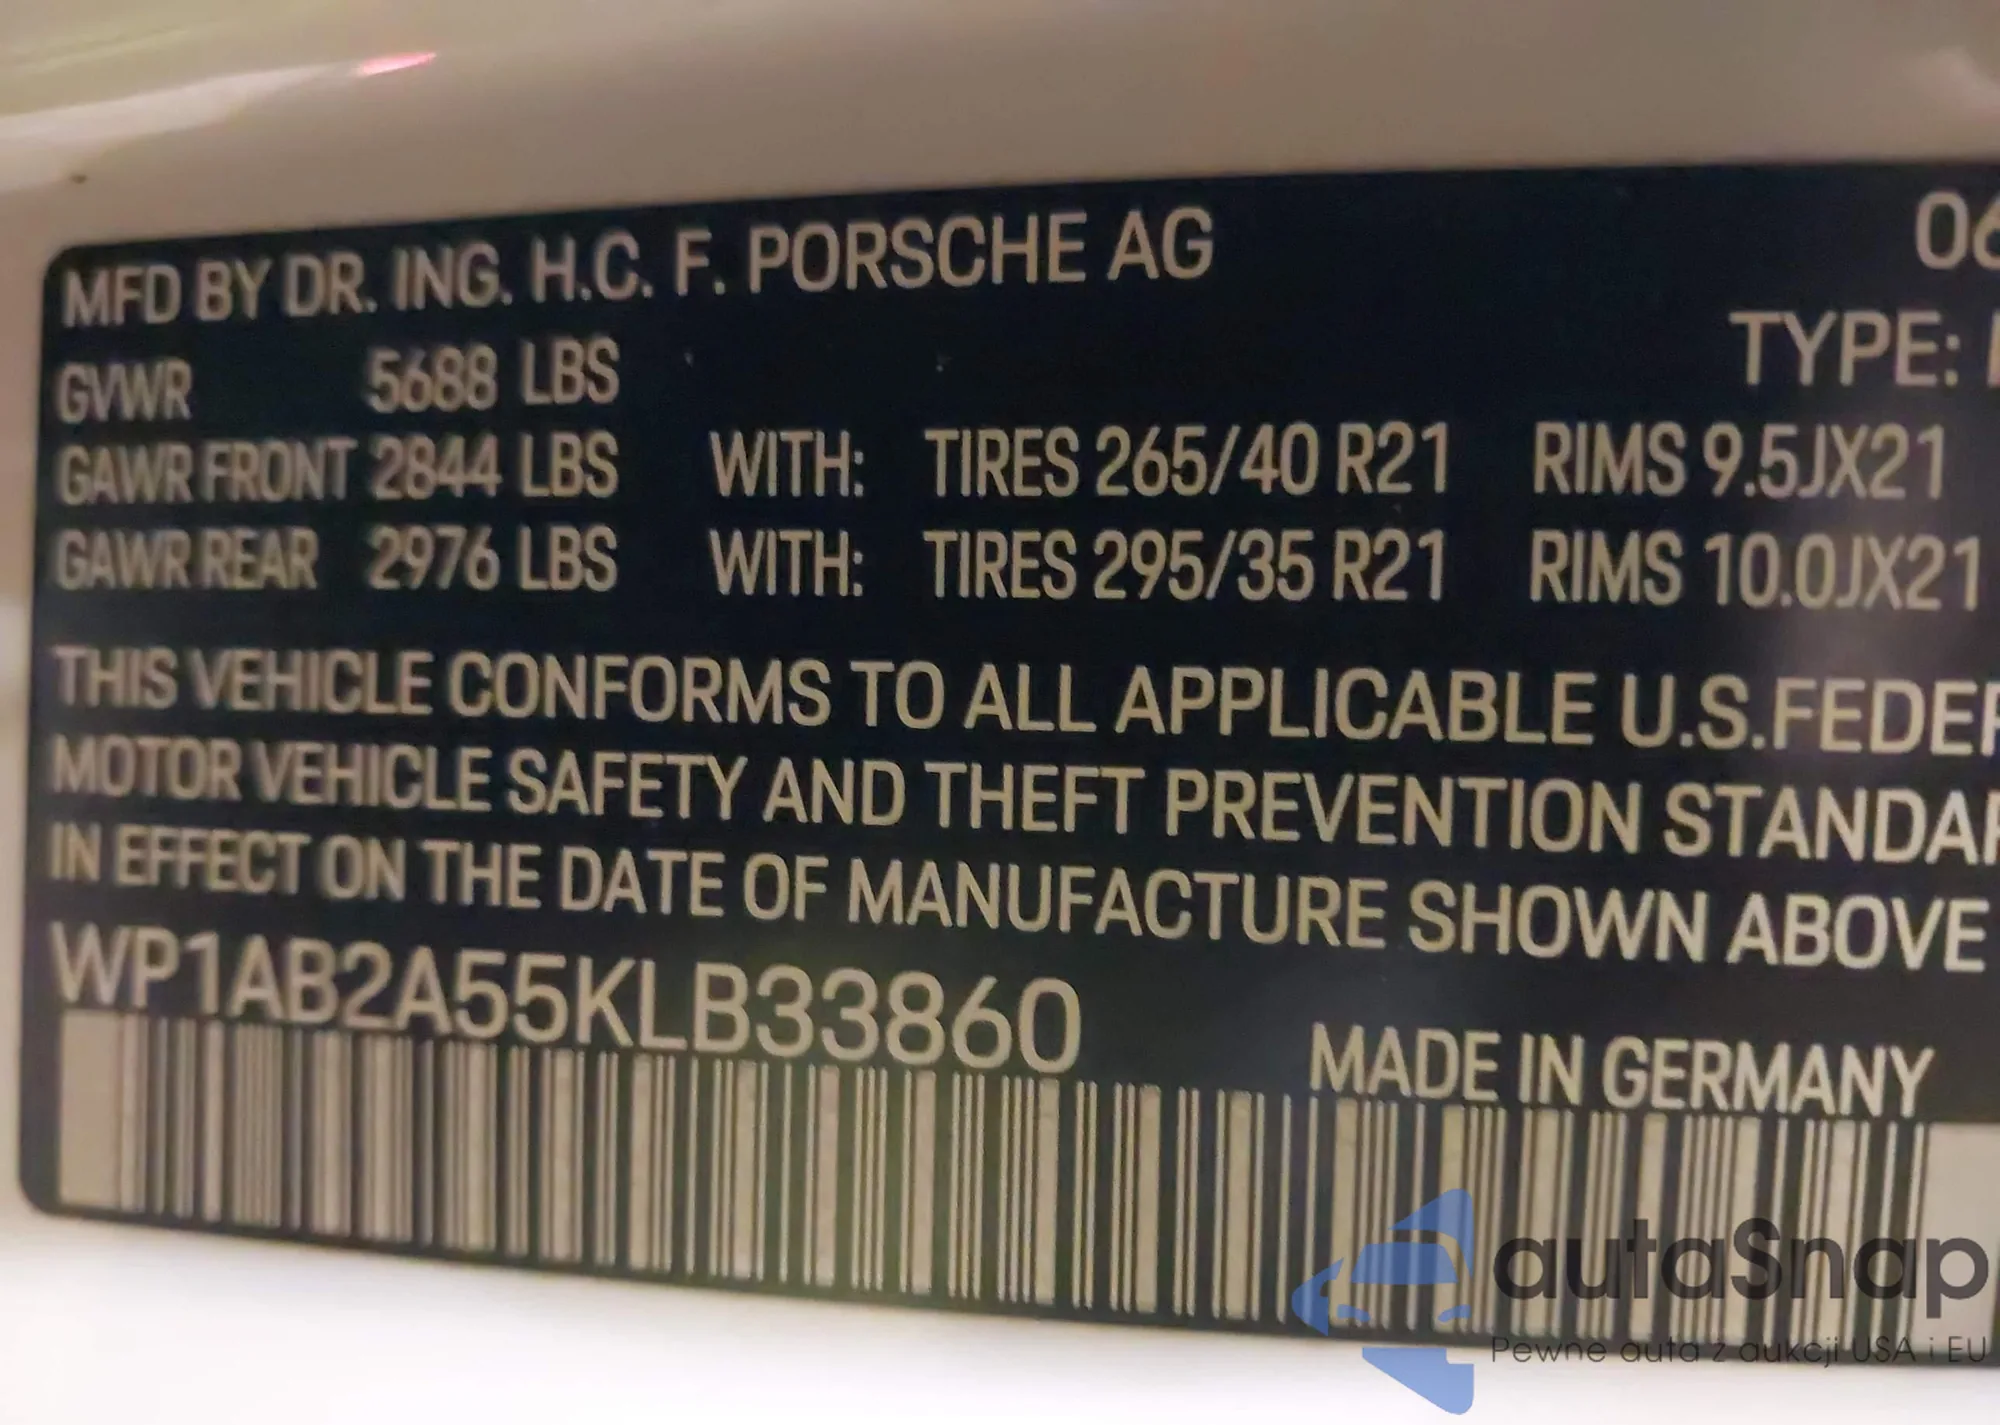 MFD BY DR. ING. H.C. F. PORSCHE AG 06
GVWR 5688 LBS TYPE:
GAWR FRONT 2844 LBS WITH: TIRES 265/40 R21 RIMS 9.5JX21
GAWR REAR 2976 LBS WITH: TIRES 295/35 R21 RIMS 10.0JX21
THIS VEHICLE CONFORMS TO ALL APPLICABLE U.S.FEDER
MOTOR VEHICLE SAFETY AND THEFT PREVENTION STANDAR
IN EFFECT ON THE DATE OF MANUFACTURE SHOWN ABOVE
WP1AB2A55KLB33860
MADE IN GERMANY
autaSnap
Pewne auta z aukcji USA i EU